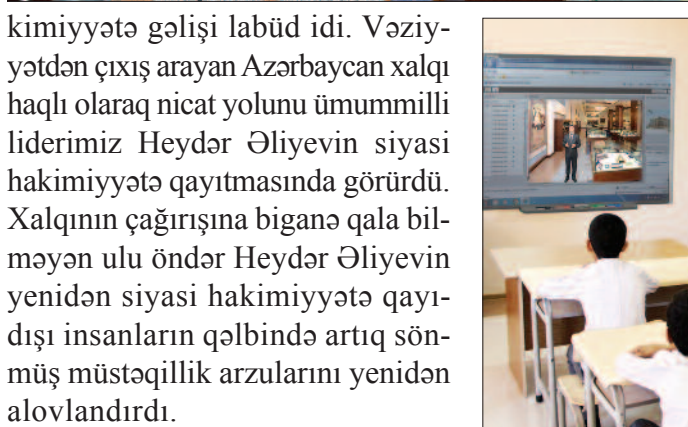 kimiyyətə gəlişi labüd idi. Vəziy-
yətdən çıxış arayan Azərbaycan xalqı
haqlı olaraq nicat yolunu ümummilli
liderimiz Heydər Əliyevin siyasi
hakimiyyətə qayıtmasında görürdü.
Xalqının çağırışına biganə qala bil-
məyən ulu öndər Heydər Əliyevin
yenidən siyasi hakimiyyətə qayı-
dışı insanların qəlbində artıq sön-
müş müstəqillik arzularını yenidən
alovlandırdı.